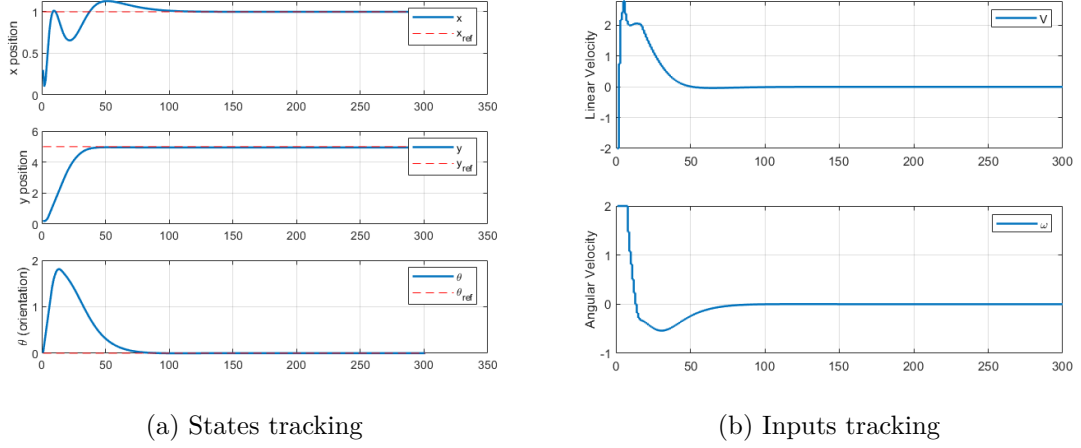 x position
1
0.5
0
x
x_ref
0 50 100 150 200 250 300 350
y position
6
4
2
0
y
y_ref
0 50 100 150 200 250 300 350
θ (orientation)
2
1
0
θ
θ_ref
0 50 100 150 200 250 300 350
(a) States tracking
Linear Velocity
2
1
0
-1
-2
V
0 50 100 150 200 250 300
Angular Velocity
2
1
0
-1
ω
0 50 100 150 200 250 300
(b) Inputs tracking